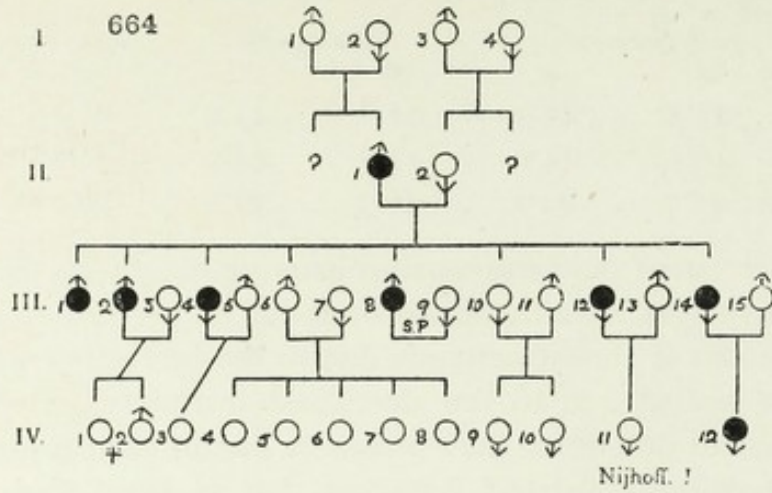 664
I. 1 2 3 4
? ?
II. 1 2
III. 1 2 3 4 5 6 7 8 9 10 11 12 13 14 15
S.P
IV. 1 2 3 4 5 6 7 8 9 10 11 12
Nijhoff. !